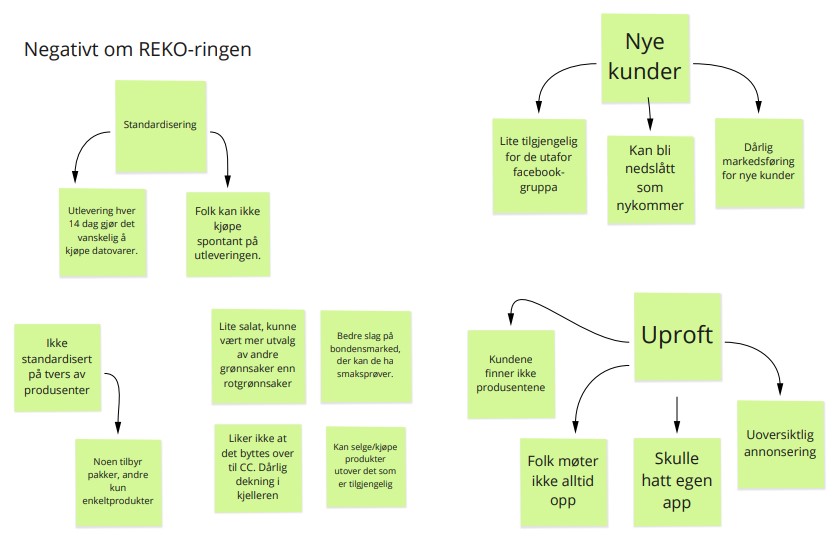 Negativt om REKO-ringen
Standardisering
Utlevering hver
14 dag gjør det
vanskelig å
kjøpe datovarer.
Folk kan ikke
kjøpe
spontant på
utleveringen.
Ikke
standardisert
på tvers av
produsenter
Noen tilbyr
pakker, andre
kun
enkeltprodukter
Lite salat, kunne
vært mer utvalg
av andre
grønnsaker enn
rotgrønnsaker
Bedre slag på
bondensmarked,
der kan de ha
smaksprøver.
Liker ikke at
det byttes over
til CC. Dårlig
dekning i
kjelleren
Kan selge/kjøpe
produkter
utover det som
er tilgjengelig
Nye
kunder
Lite tilgjengelig
for de utafor
facebook-
gruppa
Kan bli
nedslått
som
nykommer
Dårlig
markedsføring
for nye kunder
Uproft
Kundene
finner ikke
produsentene
Folk møter
ikke alltid
opp
Skulle
hatt egen
app
Uoversiktlig
annonsering